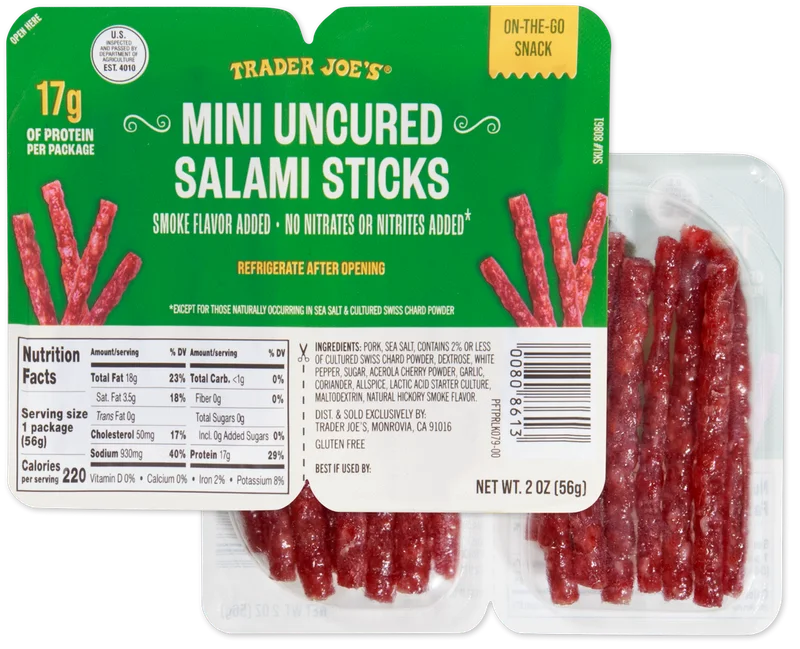 OPEN HERE
U.S.
INSPECTED
AND PASSED BY
DEPARTMENT OF
AGRICULTURE
EST. 4010
ON-THE-GO
SNACK
TRADER JOE'S®
17g
OF PROTEIN
PER PACKAGE
MINI UNCURED
SALAMI STICKS
SKU# 80861
SMOKE FLAVOR ADDED • NO NITRATES OR NITRITES ADDED*
REFRIGERATE AFTER OPENING
*EXCEPT FOR THOSE NATURALLY OCCURRING IN SEA SALT & CULTURED SWISS CHARD POWDER
Nutrition
Facts
Serving size
1 package
(56g)
Calories
per serving 220
Amount/serving % DV Amount/serving % DV
Total Fat 18g 23% Total Carb. <1g 0%
Sat. Fat 3.5g 18% Fiber 0g 0%
Trans Fat 0g Total Sugars 0g
Cholesterol 50mg 17% Incl. 0g Added Sugars 0%
Sodium 930mg 40% Protein 17g 29%
Vitamin D 0% • Calcium 0% • Iron 2% • Potassium 8%
INGREDIENTS: PORK, SEA SALT, CONTAINS 2% OR LESS
OF CULTURED SWISS CHARD POWDER, DEXTROSE, WHITE
PEPPER, SUGAR, ACEROLA CHERRY POWDER, GARLIC,
CORIANDER, ALLSPICE, LACTIC ACID STARTER CULTURE,
MALTODEXTRIN, NATURAL HICKORY SMOKE FLAVOR.
DIST. & SOLD EXCLUSIVELY BY:
TRADER JOE'S, MONROVIA, CA 91016
GLUTEN FREE
BEST IF USED BY:
PETPRLK079-00
00808613
NET WT. 2 OZ (56g)